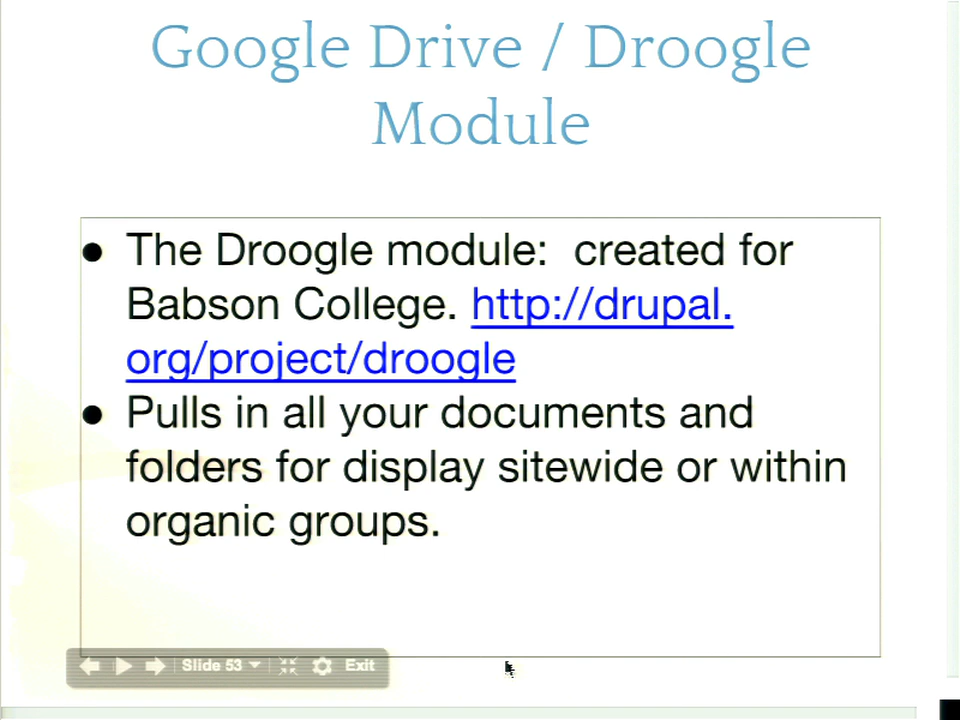 Google Drive / Droogle
Module
● The Droogle module:  created for
Babson College. http://drupal.
org/project/droogle
● Pulls in all your documents and
folders for display sitewide or within
organic groups.
Slide 53
Exit